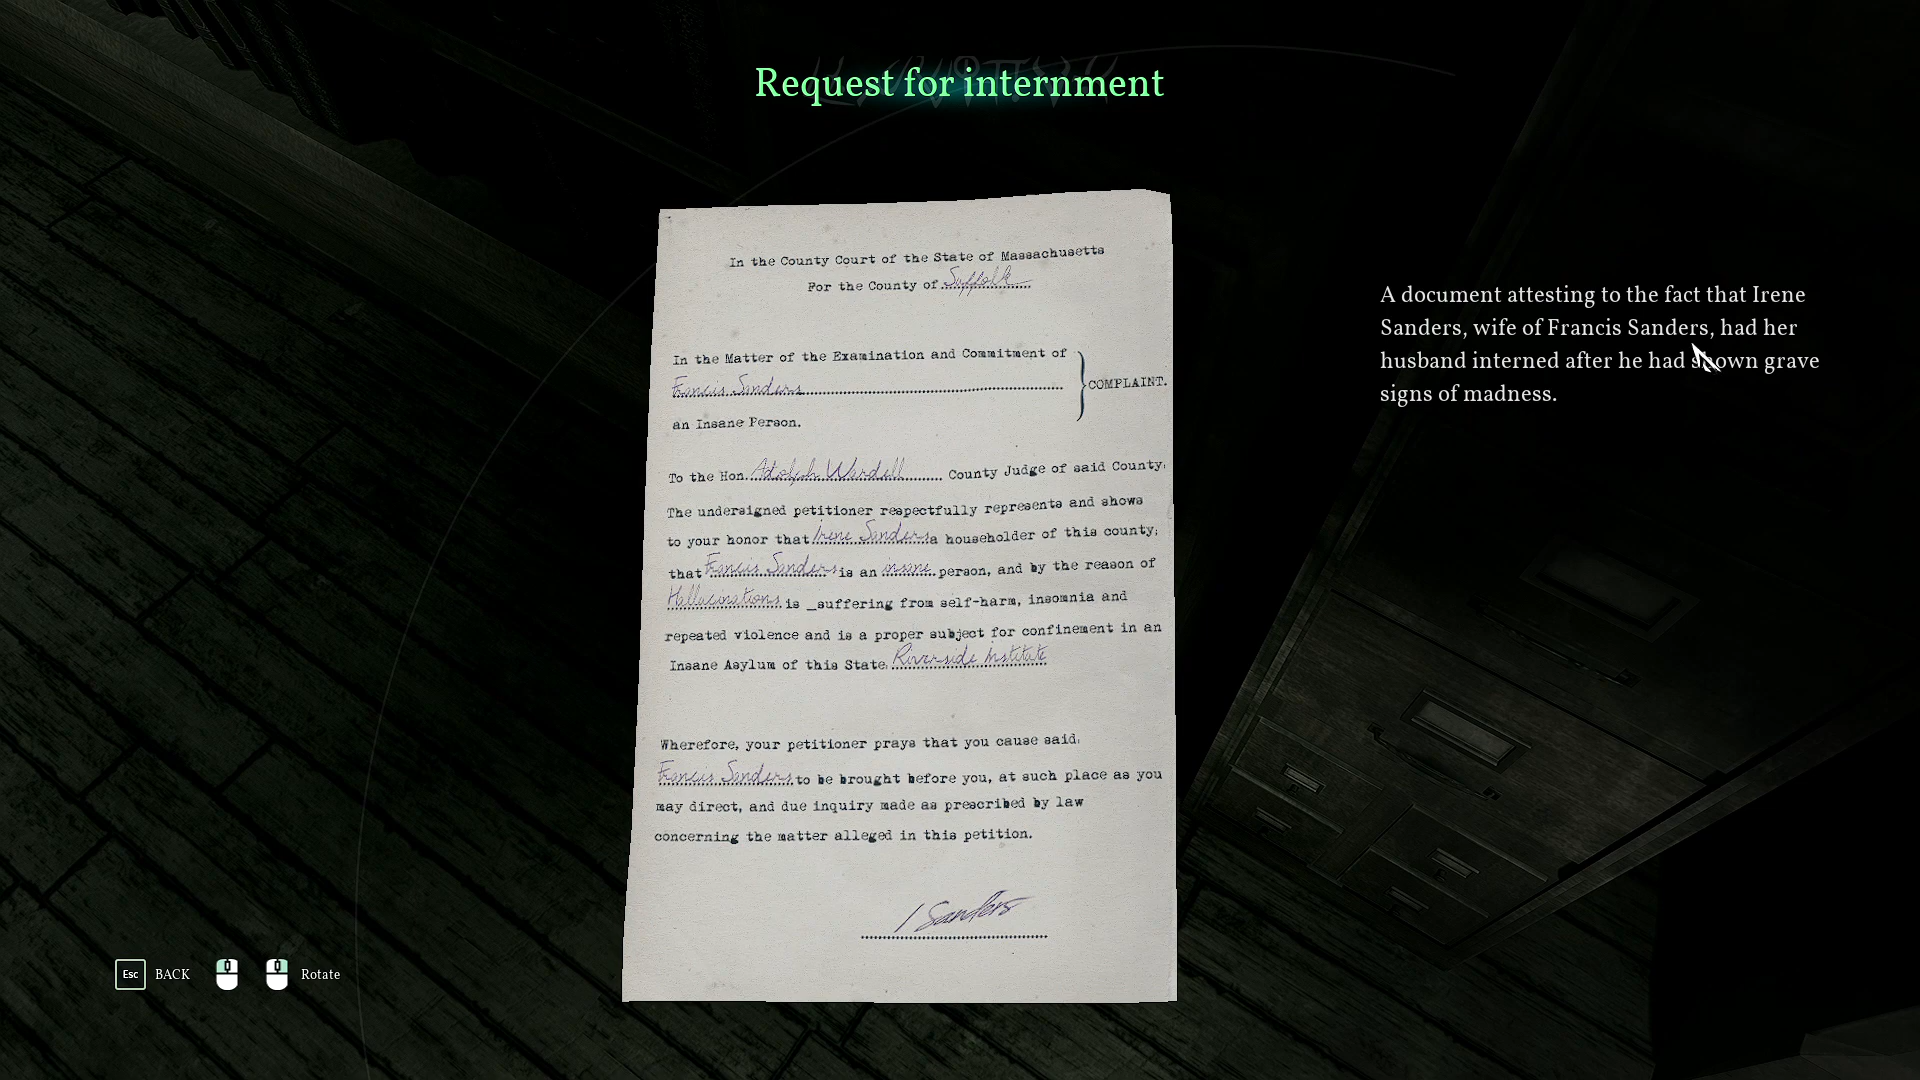 Request for internment
In the County Court of the State of Massachusetts
For the County of Suffolk
In the Matter of the Examination and Commitment of
Francis Sanders
COMPLAINT.
an Insane Person.
To the Hon. Adolph Wardell County Judge of said County.
The undersigned petitioner respectfully represents and shows
to your honor that Irene Sanders a householder of this county;
that Francis Sanders is an insane person, and by the reason of
Hallucinations is _suffering from self-harm, insomnia and
repeated violence and is a proper subject for confinement in an
Insane Asylum of this State. Riverside Institute
Wherefore, your petitioner prays that you cause said.
Francis Sanders to be brought before you, at such place as you
may direct, and due inquiry made as prescribed by law
concerning the matter alleged in this petition.
I Sanders
A document attesting to the fact that Irene
Sanders, wife of Francis Sanders, had her
husband interned after he had shown grave
signs of madness.
Esc BACK Rotate